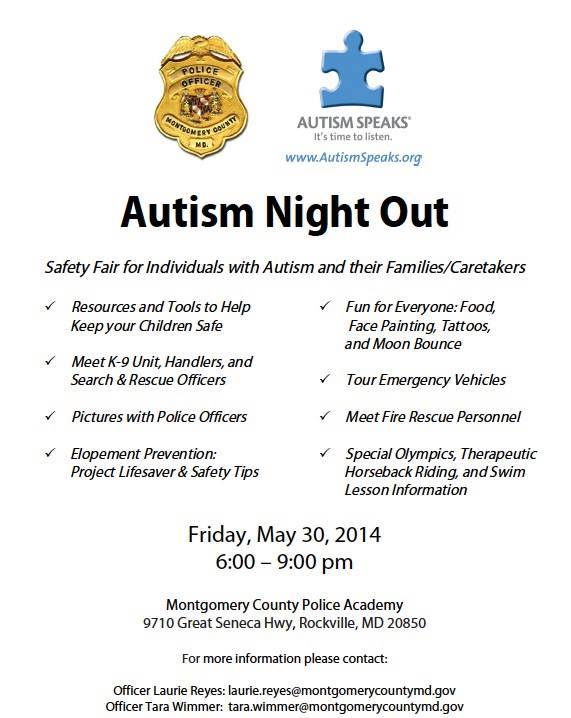 POLICE
OFFICER
MONTGOMERY COUNTY
MD.
AUTISM SPEAKS®
It's time to listen.
www.AutismSpeaks.org
Autism Night Out
Safety Fair for Individuals with Autism and their Families/Caretakers
✓ Resources and Tools to Help
Keep your Children Safe
✓ Meet K-9 Unit, Handlers, and
Search & Rescue Officers
✓ Pictures with Police Officers
✓ Elopement Prevention:
Project Lifesaver & Safety Tips
✓ Fun for Everyone: Food,
Face Painting, Tattoos,
and Moon Bounce
✓ Tour Emergency Vehicles
✓ Meet Fire Rescue Personnel
✓ Special Olympics, Therapeutic
Horseback Riding, and Swim
Lesson Information
Friday, May 30, 2014
6:00 – 9:00 pm
Montgomery County Police Academy
9710 Great Seneca Hwy, Rockville, MD 20850
For more information please contact:
Officer Laurie Reyes: laurie.reyes@montgomerycountymd.gov
Officer Tara Wimmer: tara.wimmer@montgomerycountymd.gov